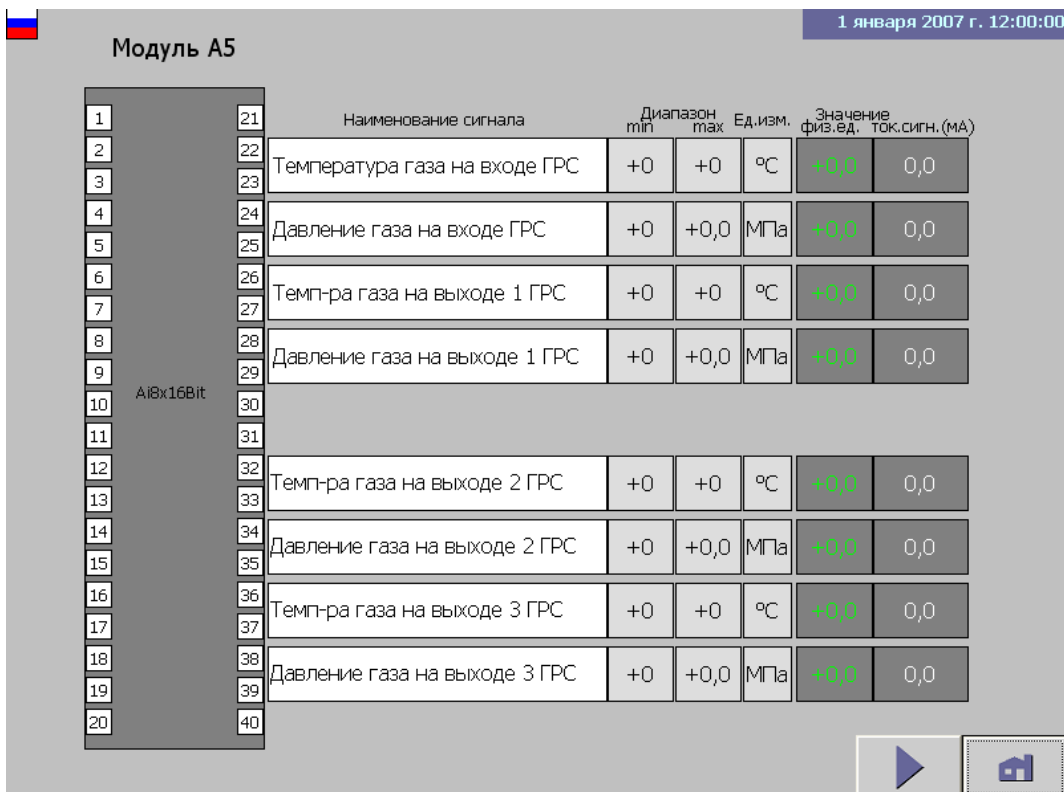 1 января 2007 г. 12:00:00
Модуль А5
Наименование сигнала Диапазон min max Ед.изм. Значение физ.ед. ток.сигн.(мА)
1 21
2 22 Температура газа на входе ГРС +0 +0 °C +0,0 0,0
3 23
4 24 Давление газа на входе ГРС +0 +0,0 МПа +0,0 0,0
5 25
6 26 Темп-ра газа на выходе 1 ГРС +0 +0 °C +0,0 0,0
7 27
8 28 Давление газа на выходе 1 ГРС +0 +0,0 МПа +0,0 0,0
9 29
Ai8x16Bit
10 30
11 31
12 32 Темп-ра газа на выходе 2 ГРС +0 +0 °C +0,0 0,0
13 33
14 34 Давление газа на выходе 2 ГРС +0 +0,0 МПа +0,0 0,0
15 35
16 36 Темп-ра газа на выходе 3 ГРС +0 +0 °C +0,0 0,0
17 37
18 38 Давление газа на выходе 3 ГРС +0 +0,0 МПа +0,0 0,0
19 39
20 40